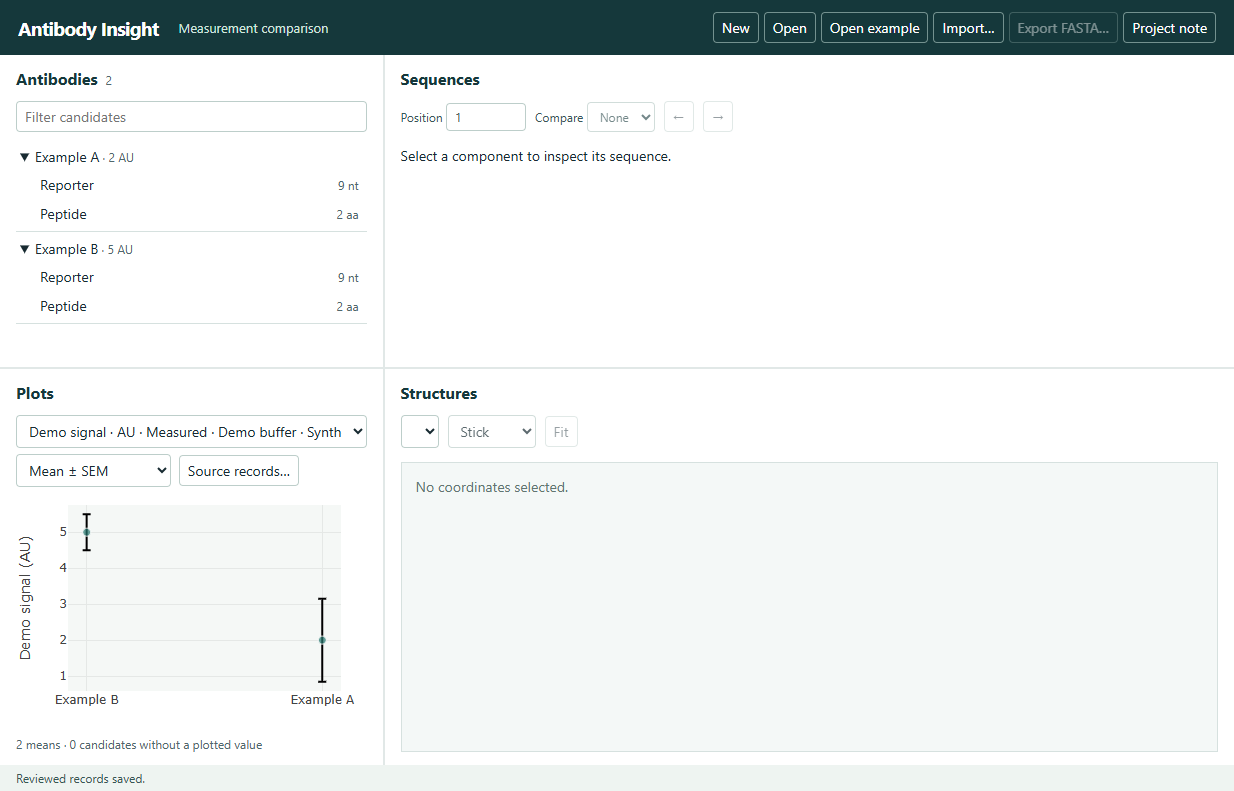 Antibody Insight Measurement comparison New Open Open example Import... Export FASTA... Project note
Antibodies 2
Filter candidates
▼ Example A · 2 AU
Reporter 9 nt
Peptide 2 aa
▼ Example B · 5 AU
Reporter 9 nt
Peptide 2 aa
Sequences
Position 1 Compare None ← →
Select a component to inspect its sequence.
Plots
Demo signal · AU · Measured · Demo buffer · Synth
Mean ± SEM Source records...
Demo signal (AU)
5
4
3
2
1
Example B Example A
2 means · 0 candidates without a plotted value
Structures
Stick Fit
No coordinates selected.
Reviewed records saved.